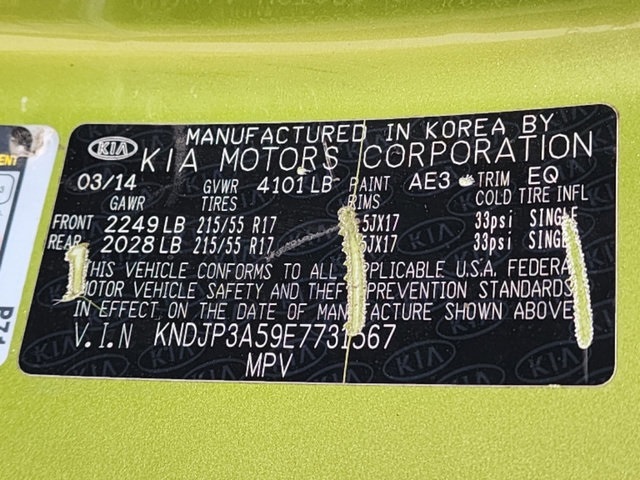 MANUFACTURED IN KOREA BY
KIA KIA MOTORS CORPORATION
03/14 GVWR 4101 LB PAINT AE3 TRIM EQ
GAWR TIRES RIMS COLD TIRE INFL
FRONT 2249 LB 215/55 R17 5JX17 33psi SINGLE
REAR 2028 LB 215/55 R17 5JX17 33psi SINGLE
THIS VEHICLE CONFORMS TO ALL APPLICABLE U.S.A. FEDERAL
MOTOR VEHICLE SAFETY AND THEFT PREVENTION STANDARDS
IN EFFECT ON THE DATE OF MANUFACTURE SHOWN ABOVE
V.I.N KNDJP3A59E7731567
MPV